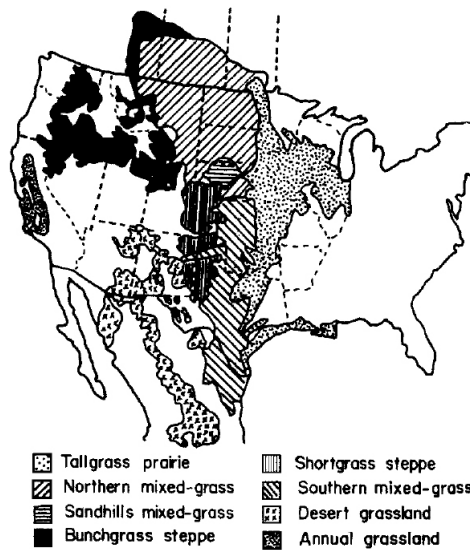 Tallgrass prairie
Northern mixed-grass
Sandhills mixed-grass
Bunchgrass steppe
Shortgrass steppe
Southern mixed-grass
Desert grassland
Annual grassland